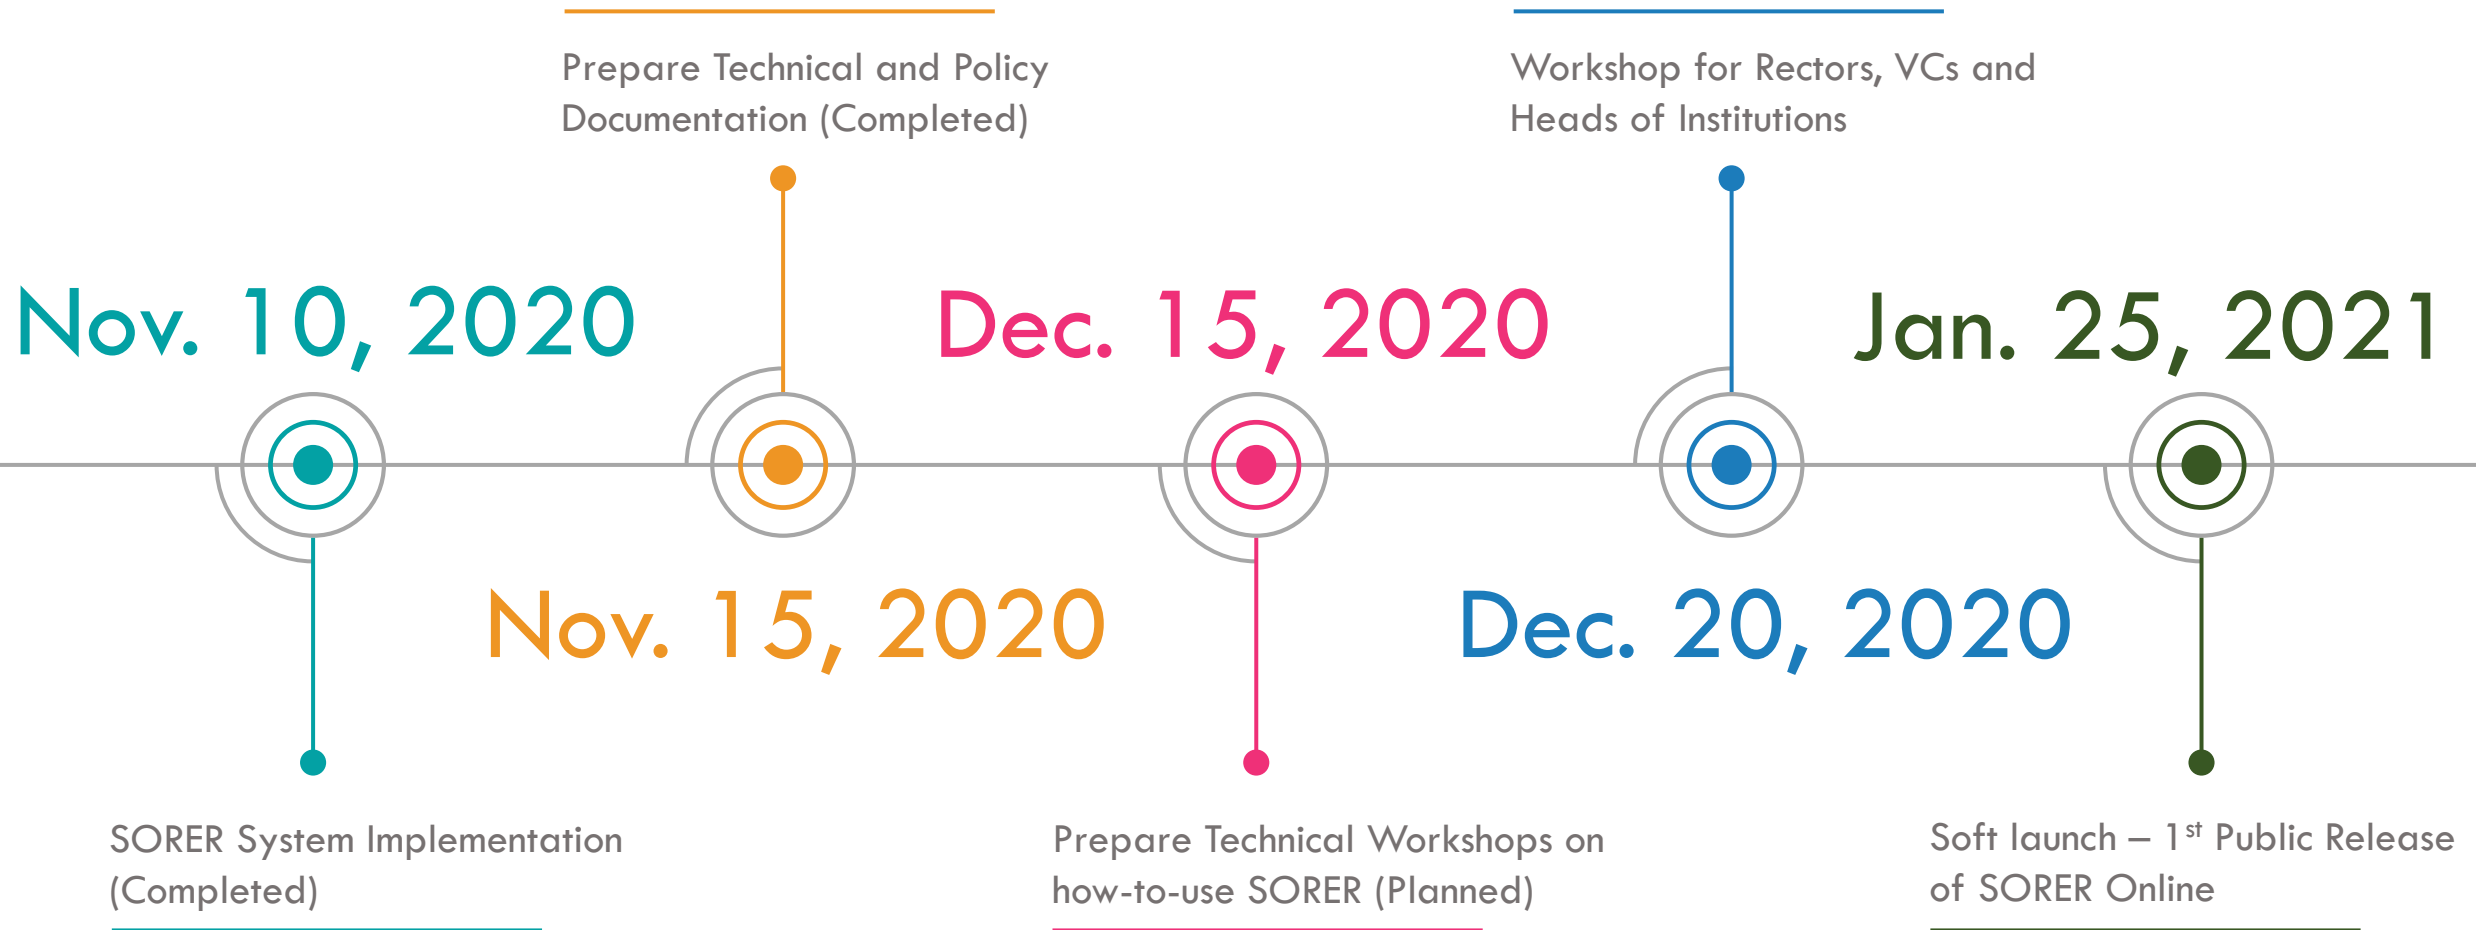 Prepare Technical and Policy
Documentation (Completed)
Workshop for Rectors, VCs and
Heads of Institutions
Nov. 10, 2020
Dec. 15, 2020
Jan. 25, 2021
Nov. 15, 2020
Dec. 20, 2020
SORER System Implementation
(Completed)
Prepare Technical Workshops on
how-to-use SORER (Planned)
Soft launch – 1st Public Release
of SORER Online